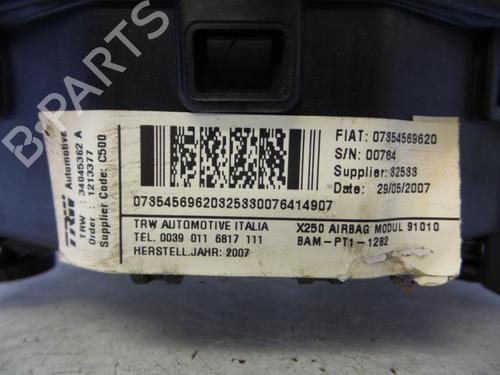 TRW Automotive
TRW : 34045362 A
Order : 1213377
Supplier Code: C500
FIAT: 07354569620
S/N: 00764
Supplier: 32533
Date: 29/05/2007
07354569620325330076414907
TRW AUTOMOTIVE ITALIA
TEL. 0039 011 6817 111
HERSTELL.JAHR: 2007
X250 AIRBAG MODUL 91010
BAM-PT1-1282
B-PARTS